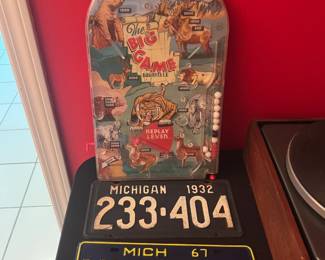 The
BIG
GAME
BAGATELLE
REPLAY
LEVER
MICHIGAN 1932
233-404
MICH 67